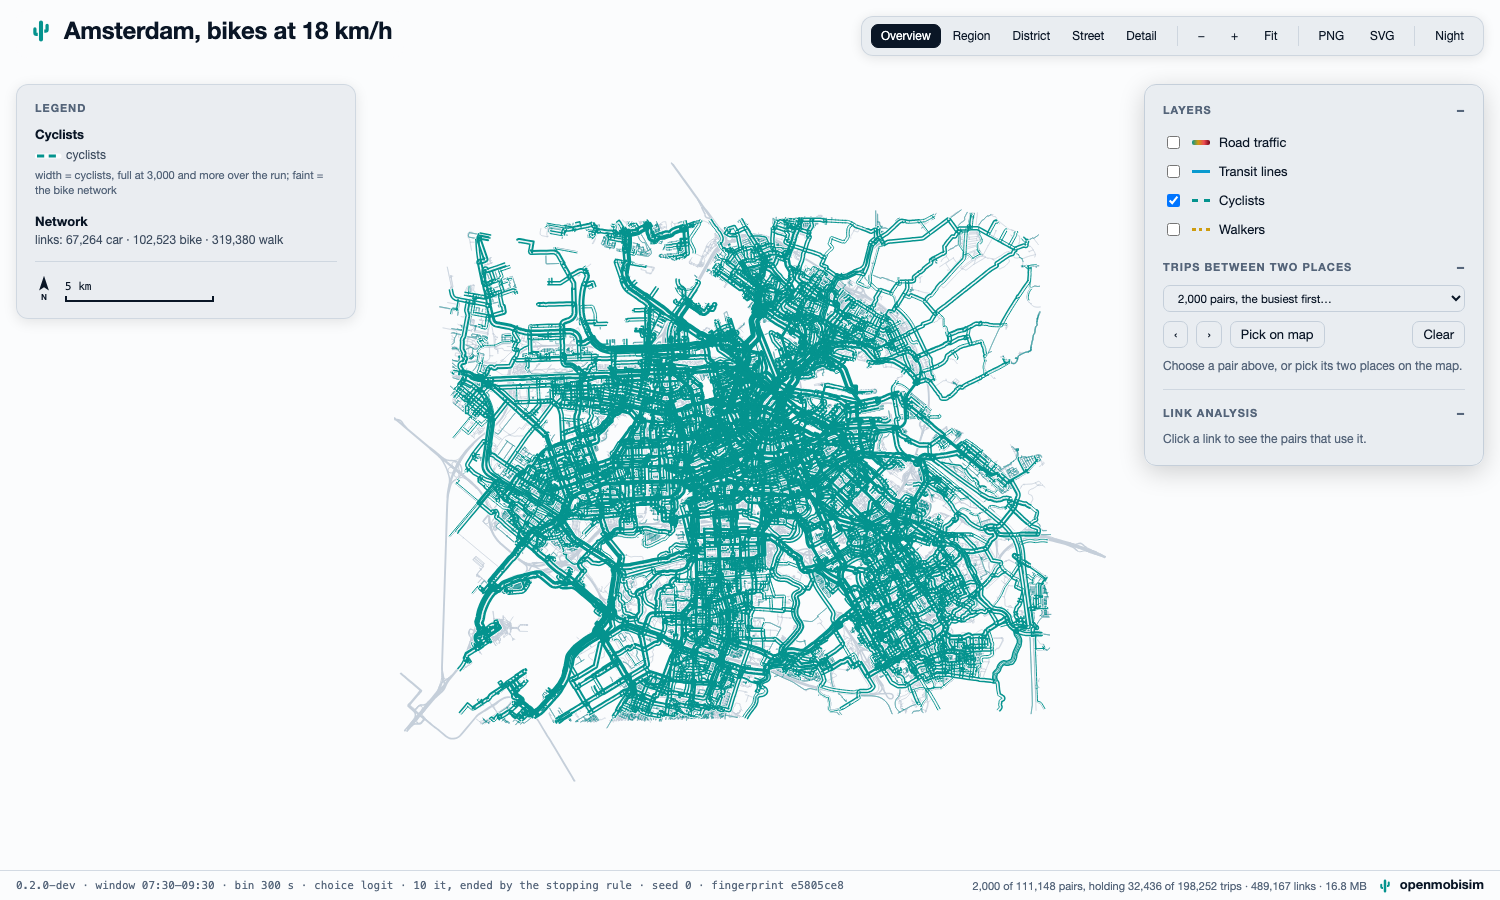 Amsterdam, bikes at 18 km/h
Overview Region District Street Detail − + Fit PNG SVG Night
LEGEND
Cyclists
cyclists
width = cyclists, full at 3,000 and more over the run; faint =
the bike network
Network
links: 67,264 car · 102,523 bike · 319,380 walk
N
5 km
LAYERS −
Road traffic
Transit lines
Cyclists
Walkers
TRIPS BETWEEN TWO PLACES −
2,000 pairs, the busiest first…
‹ › Pick on map Clear
Choose a pair above, or pick its two places on the map.
LINK ANALYSIS −
Click a link to see the pairs that use it.
0.2.0-dev · window 07:30–09:30 · bin 300 s · choice logit · 10 it, ended by the stopping rule · seed 0 · fingerprint e5805ce8
2,000 of 111,148 pairs, holding 32,436 of 198,252 trips · 489,167 links · 16.8 MB openmobisim